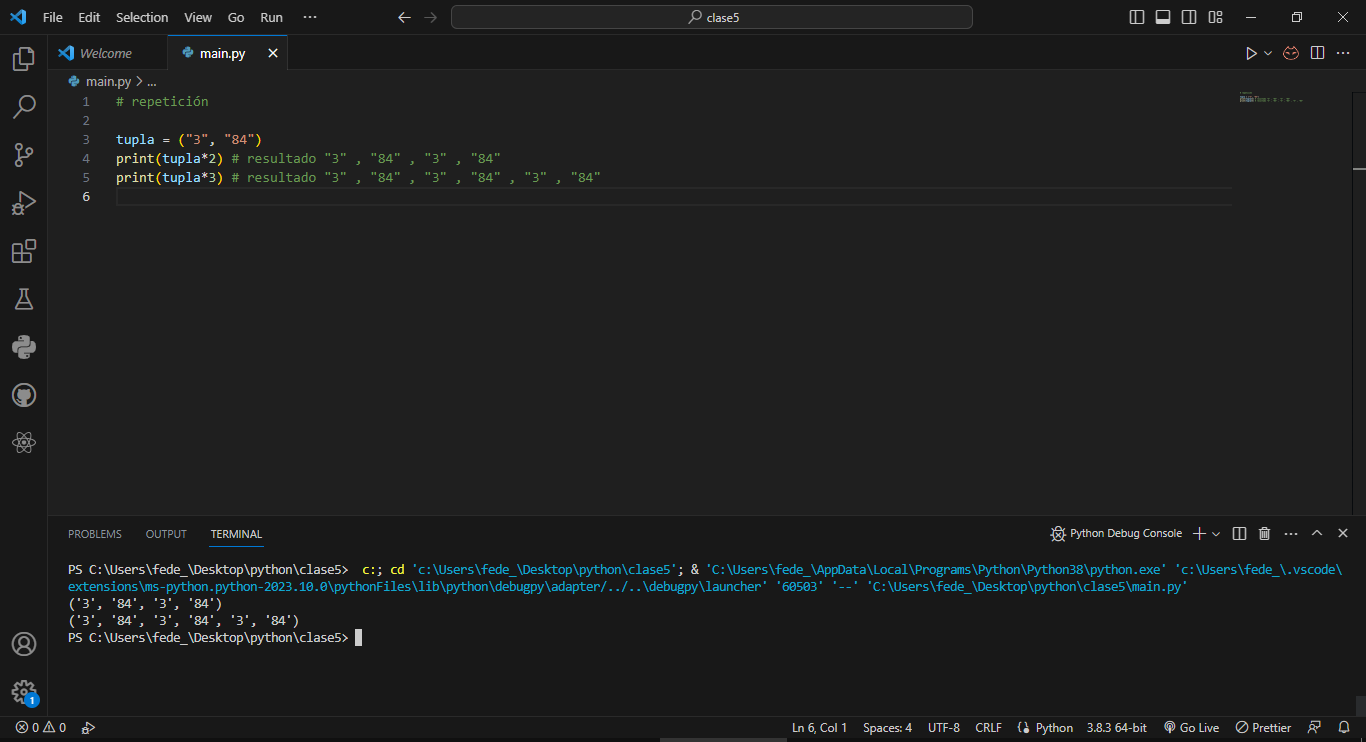 File Edit Selection View Go Run ··· clase5
Welcome main.py
main.py > ...
1 # repetición
2
3 tupla = ("3", "84")
4 print(tupla*2) # resultado "3" , "84" , "3" , "84"
5 print(tupla*3) # resultado "3" , "84" , "3" , "84" , "3" , "84"
6
PROBLEMS OUTPUT TERMINAL Python Debug Console
PS C:\Users\fede_\Desktop\python\clase5>  c:; cd 'c:\Users\fede_\Desktop\python\clase5'; & 'C:\Users\fede_\AppData\Local\Programs\Python\Python38\python.exe' 'c:\Users\fede_\.vscode\
extensions\ms-python.python-2023.10.0\pythonFiles\lib\python\debugpy\adapter/../..\debugpy\launcher' '60503' '--' 'C:\Users\fede_\Desktop\python\clase5\main.py'
('3', '84', '3', '84')
('3', '84', '3', '84', '3', '84')
PS C:\Users\fede_\Desktop\python\clase5>
1
0 0 Ln 6, Col 1 Spaces: 4 UTF-8 CRLF Python 3.8.3 64-bit Go Live Prettier